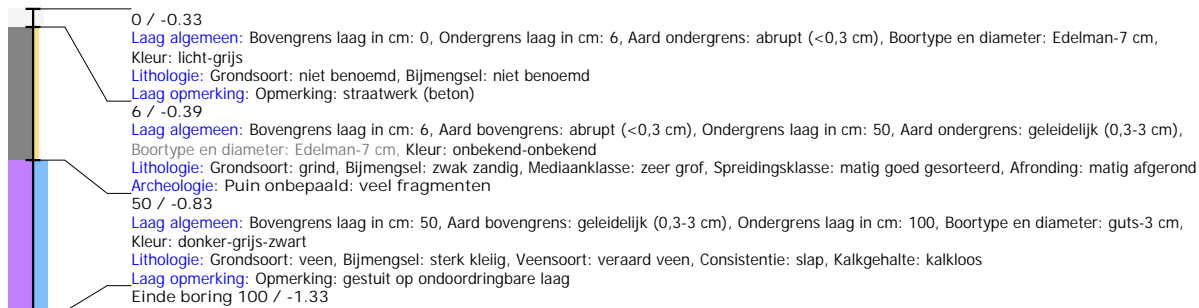 0 / -0.33
Laag algemeen: Bovengrens laag in cm: 0, Ondergrens laag in cm: 6, Aard ondergrens: abrupt (<0,3 cm), Boortype en diameter: Edelman-7 cm,
Kleur: licht-grijs
Lithologie: Grondsoort: niet benoemd, Bijmengsel: niet benoemd
Laag opmerking: Opmerking: straatwerk (beton)
6 / -0.39
Laag algemeen: Bovengrens laag in cm: 6, Aard bovengrens: abrupt (<0,3 cm), Ondergrens laag in cm: 50, Aard ondergrens: geleidelijk (0,3-3 cm),
Boortype en diameter: Edelman-7 cm, Kleur: onbekend-onbekend
Lithologie: Grondsoort: grind, Bijmengsel: zwak zandig, Mediaanklasse: zeer grof, Spreidingsklasse: matig goed gesorteerd, Afronding: matig afgerond
Archeologie: Puin onbepaald: veel fragmenten
50 / -0.83
Laag algemeen: Bovengrens laag in cm: 50, Aard bovengrens: geleidelijk (0,3-3 cm), Ondergrens laag in cm: 100, Boortype en diameter: guts-3 cm,
Kleur: donker-grijs-zwart
Lithologie: Grondsoort: veen, Bijmengsel: sterk kleiig, Veensoort: veraard veen, Consistentie: slap, Kalkgehalte: kalkloos
Laag opmerking: Opmerking: gestuit op ondoordringbare laag
Einde boring 100 / -1.33